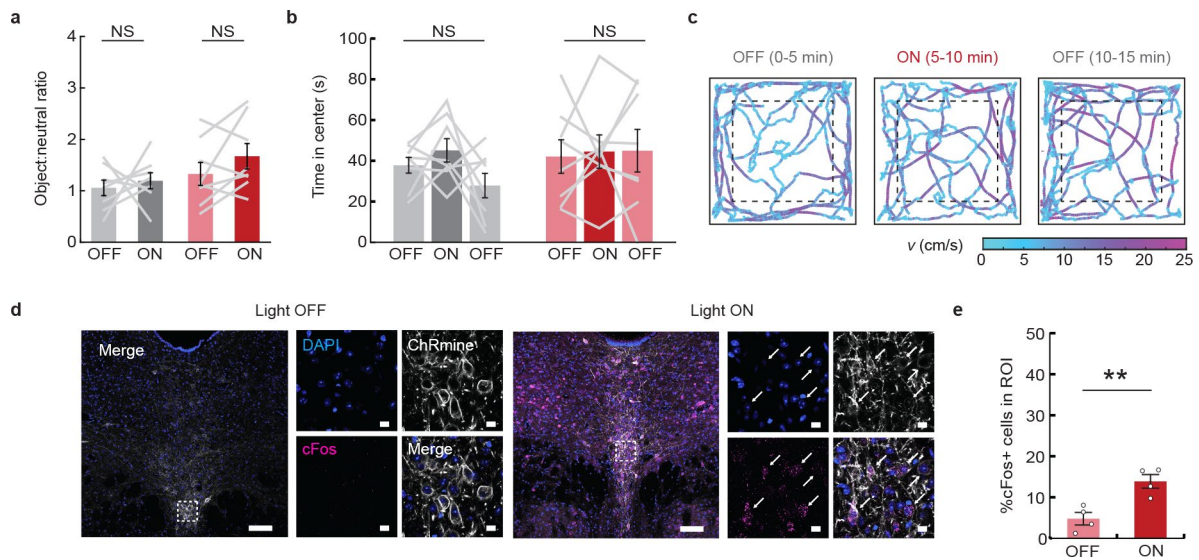 a
NS
NS
4
3
2
1
0
Object:neutral ratio
OFF
ON
OFF
ON
b
NS
NS
100
80
60
40
20
0
Time in center (s)
OFF
ON
OFF
OFF
ON
OFF
c
OFF (0-5 min)
ON (5-10 min)
OFF (10-15 min)
v (cm/s)
0
5
10
15
20
25
d
Light OFF
Light ON
Merge
DAPI
ChRmine
cFos
Merge
e
50
40
30
20
10
0
%cFos+ cells in ROI
**
OFF
ON